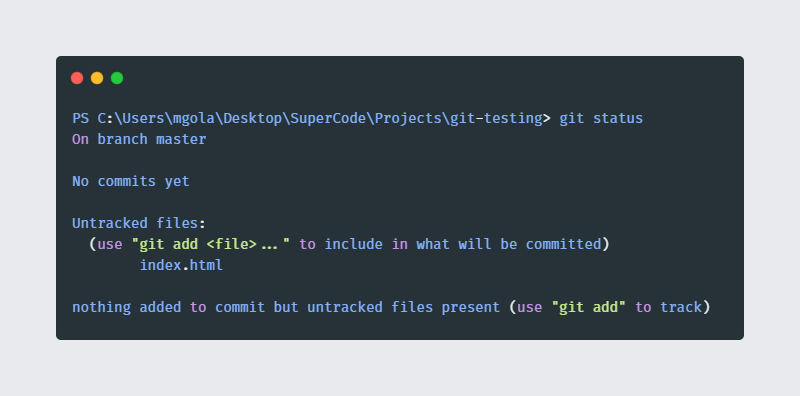 PS C:\Users\mgola\Desktop\SuperCode\Projects\git-testing> git status
On branch master
No commits yet
Untracked files:
(use "git add <file>..." to include in what will be committed)
index.html
nothing added to commit but untracked files present (use "git add" to track)